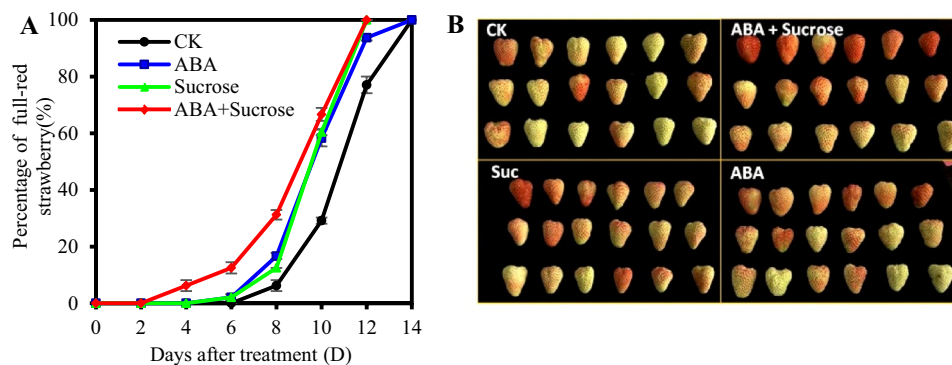 A
CK
ABA
Sucrose
ABA+Sucrose
Percentage of full-red
strawberry(%)
100
80
60
40
20
0
0 2 4 6 8 10 12 14
Days after treatment (D)
B
CK
ABA + Sucrose
Suc
ABA